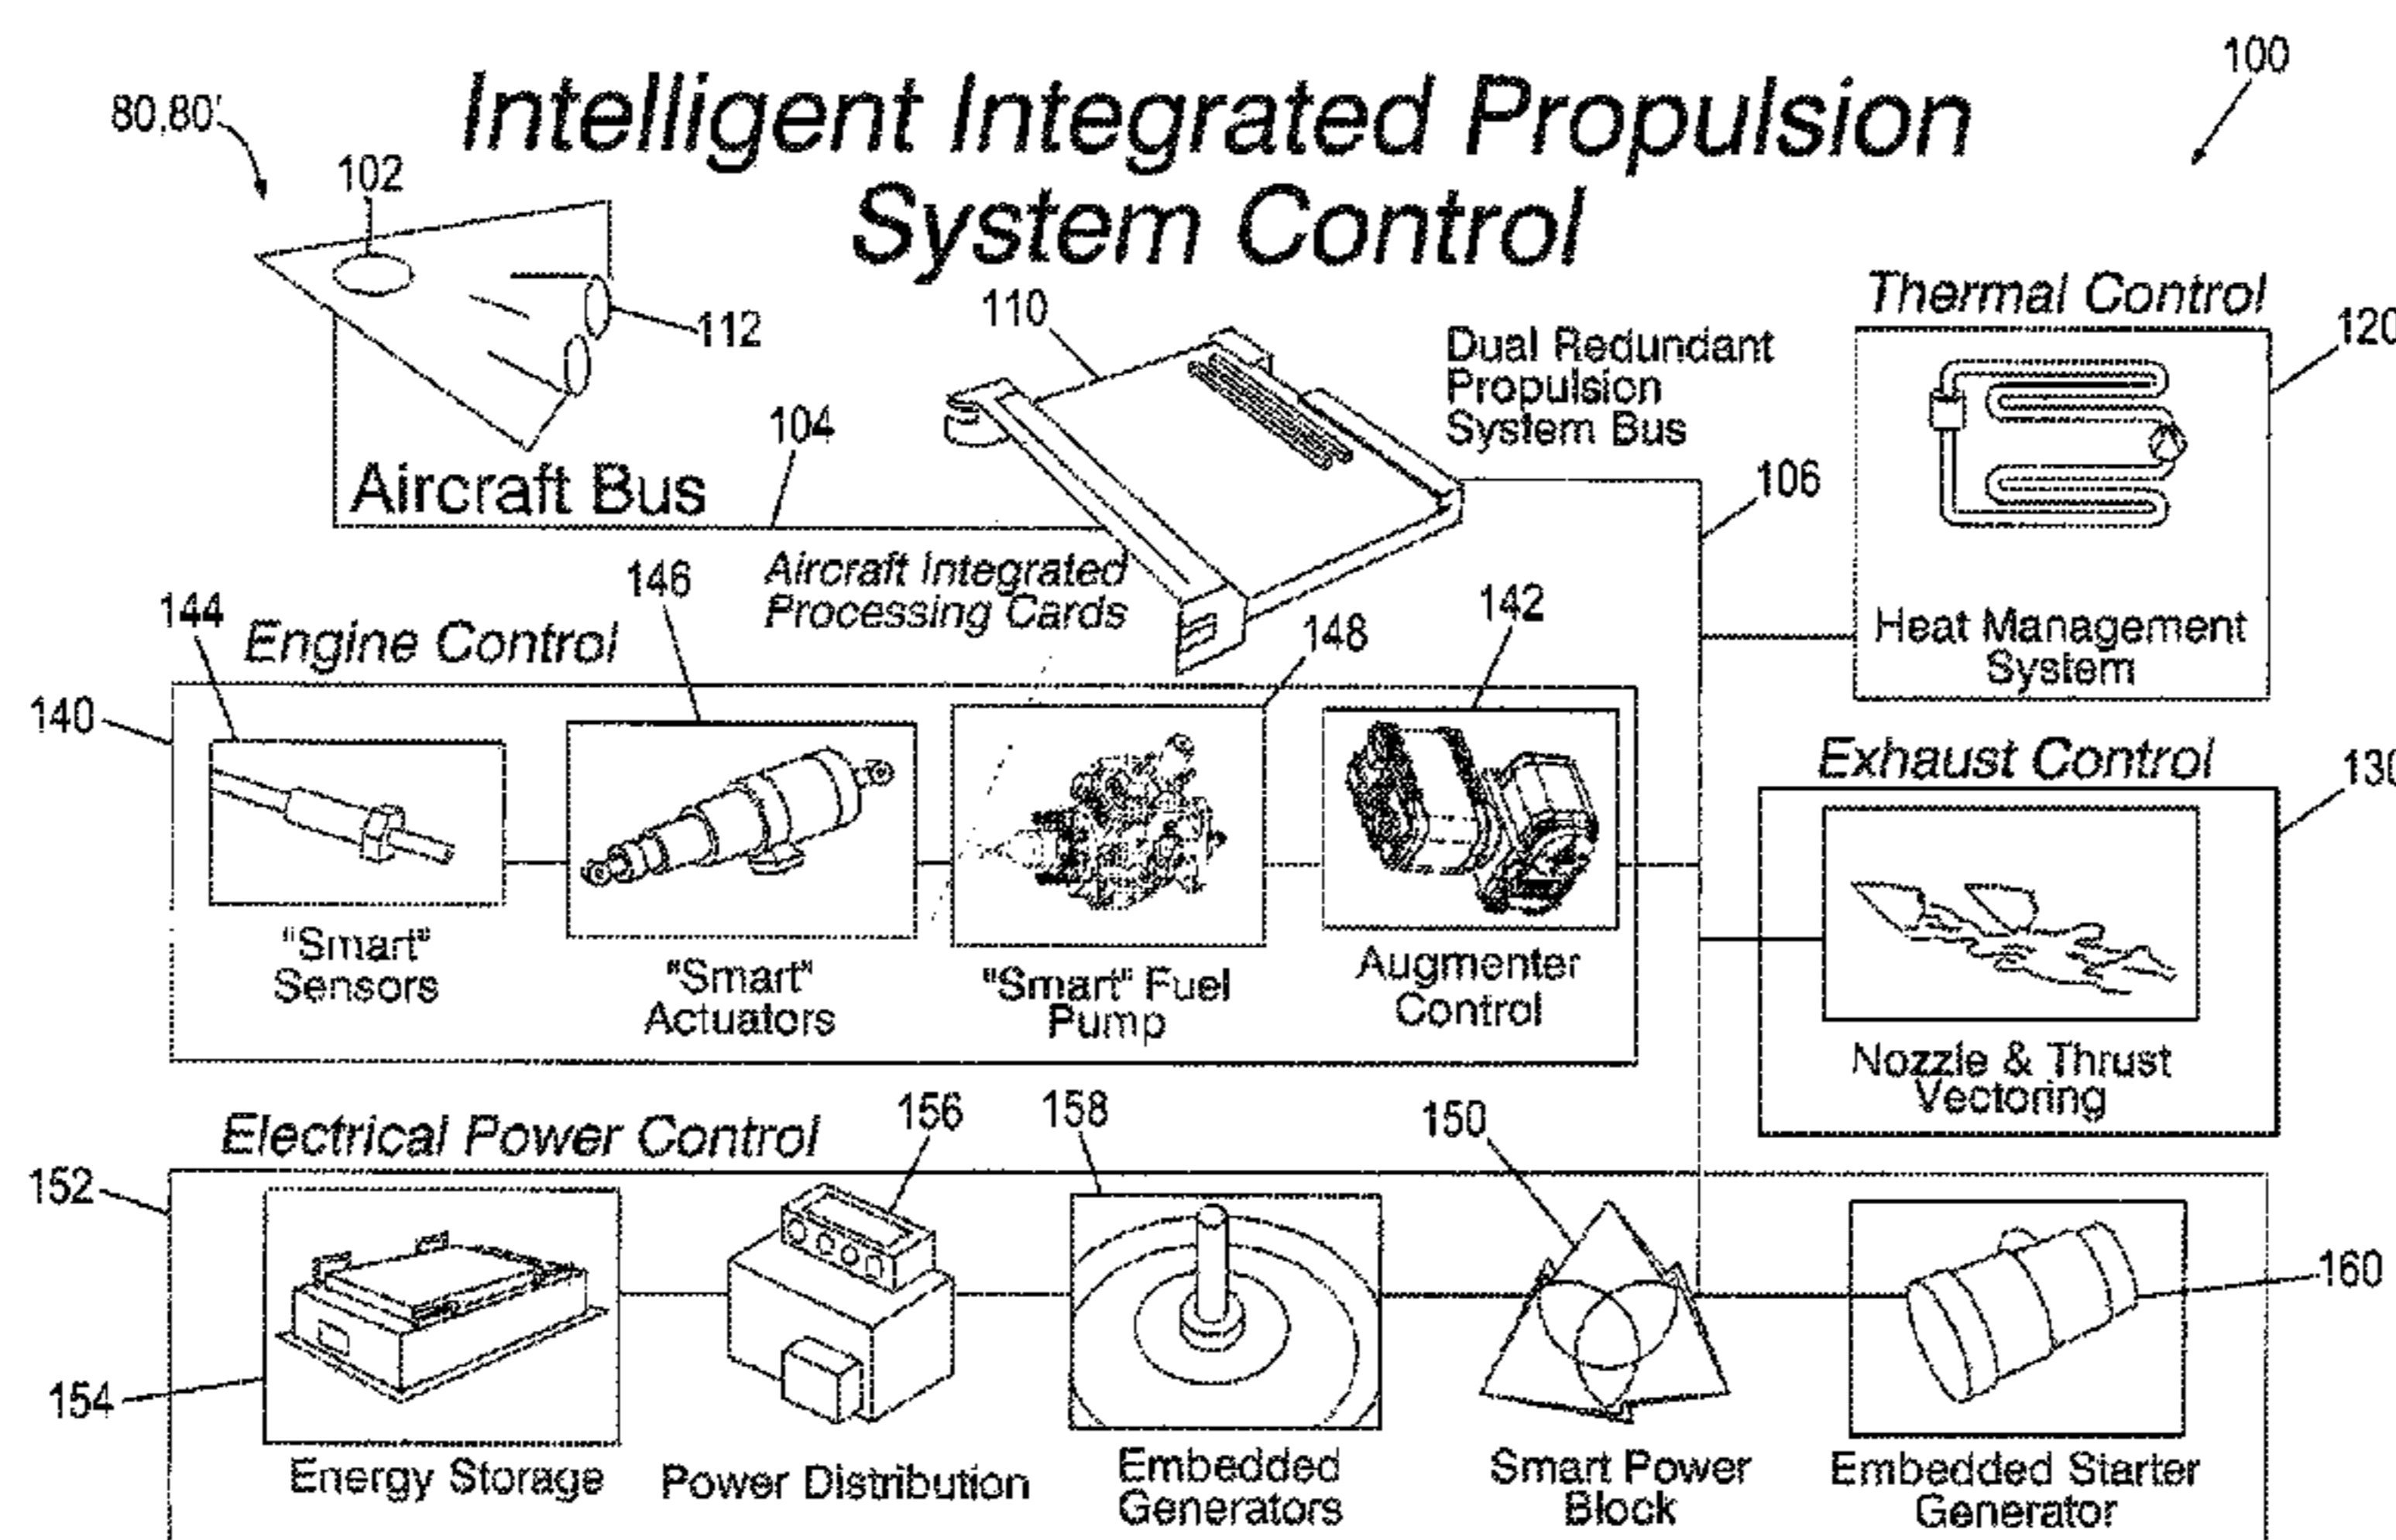 100
80,80'
Intelligent Integrated Propulsion
System Control
102
112
110
Dual Redundant
Propulsion
System Bus
Thermal Control
120
104
Aircraft Bus
106
Aircraft Integrated
Processing Cards
Heat Management
System
144
Engine Control
146
148
142
140
"Smart"
Sensors
"Smart"
Actuators
"Smart" Fuel
Pump
Augmenter
Control
Exhaust Control
130
Nozzle & Thrust
Vectoring
Electrical Power Control
156
158
150
152
154
160
Energy Storage
Power Distribution
Embedded
Generators
Smart Power
Block
Embedded Starter
Generator